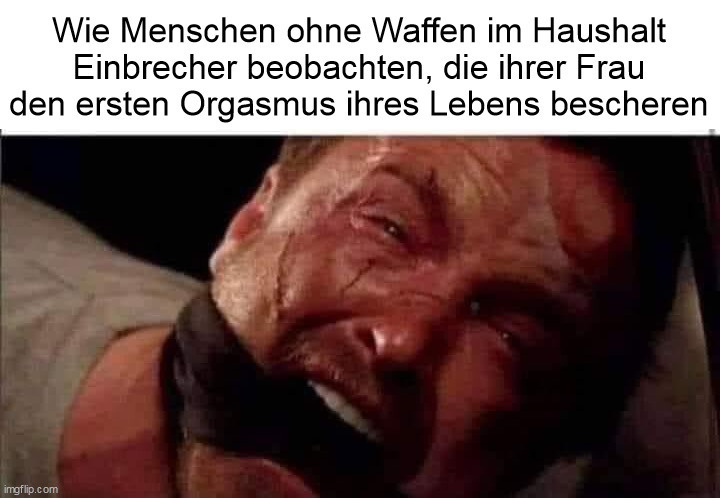 Wie Menschen ohne Waffen im Haushalt
Einbrecher beobachten, die ihrer Frau
den ersten Orgasmus ihres Lebens bescheren
imgflip.com